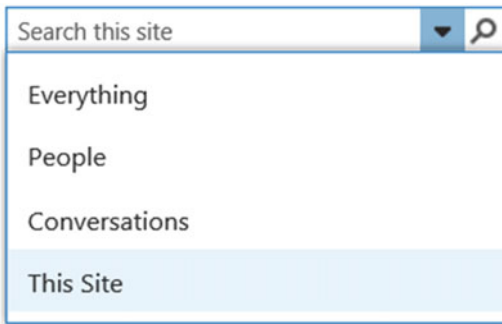 Search this site
Everything
People
Conversations
This Site